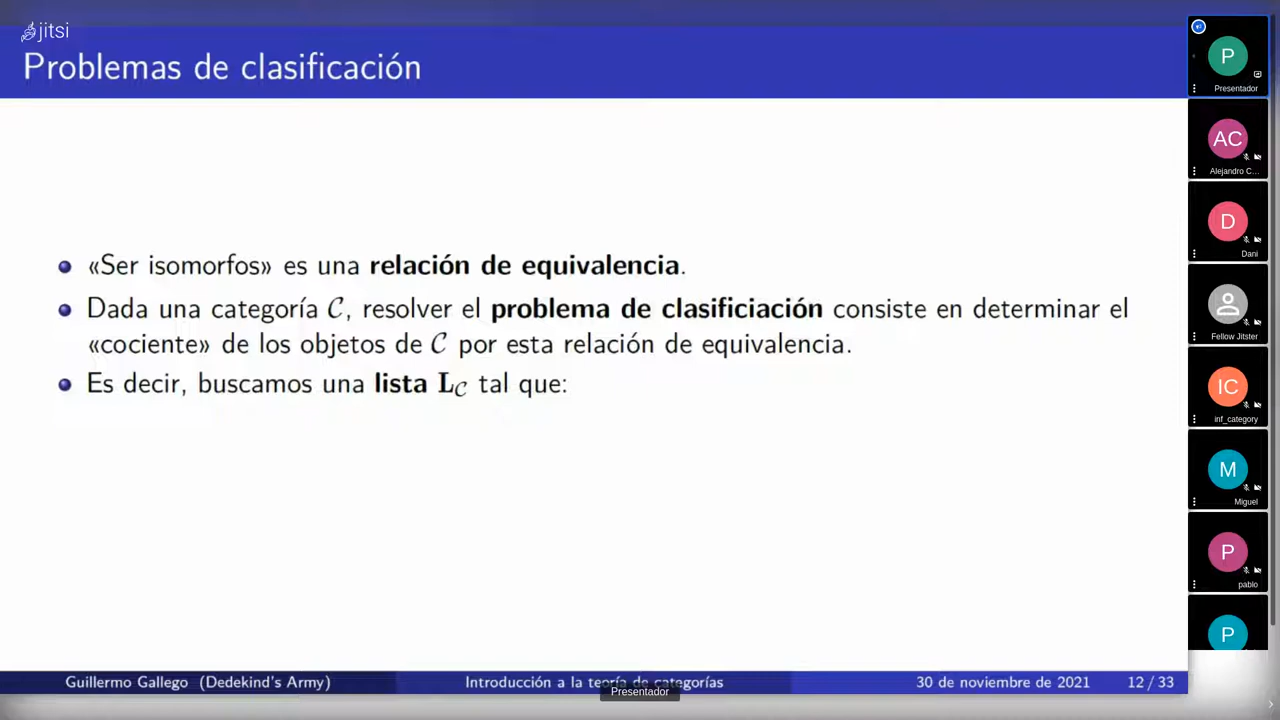 jitsi
Problemas de clasificación
«Ser isomorfos» es una relación de equivalencia.
Dada una categoría 𝒞, resolver el problema de clasificiación consiste en determinar el
«cociente» de los objetos de 𝒞 por esta relación de equivalencia.
Es decir, buscamos una lista L𝒞 tal que:
Guillermo Gallego (Dedekind's Army)
Introducción a la teoría de categorías
30 de noviembre de 2021
12 / 33
Presentador
P
Presentador
AC
Alejandro C...
D
Dani
Fellow Jitster
IC
inf_category
M
Miguel
P
pablo
P